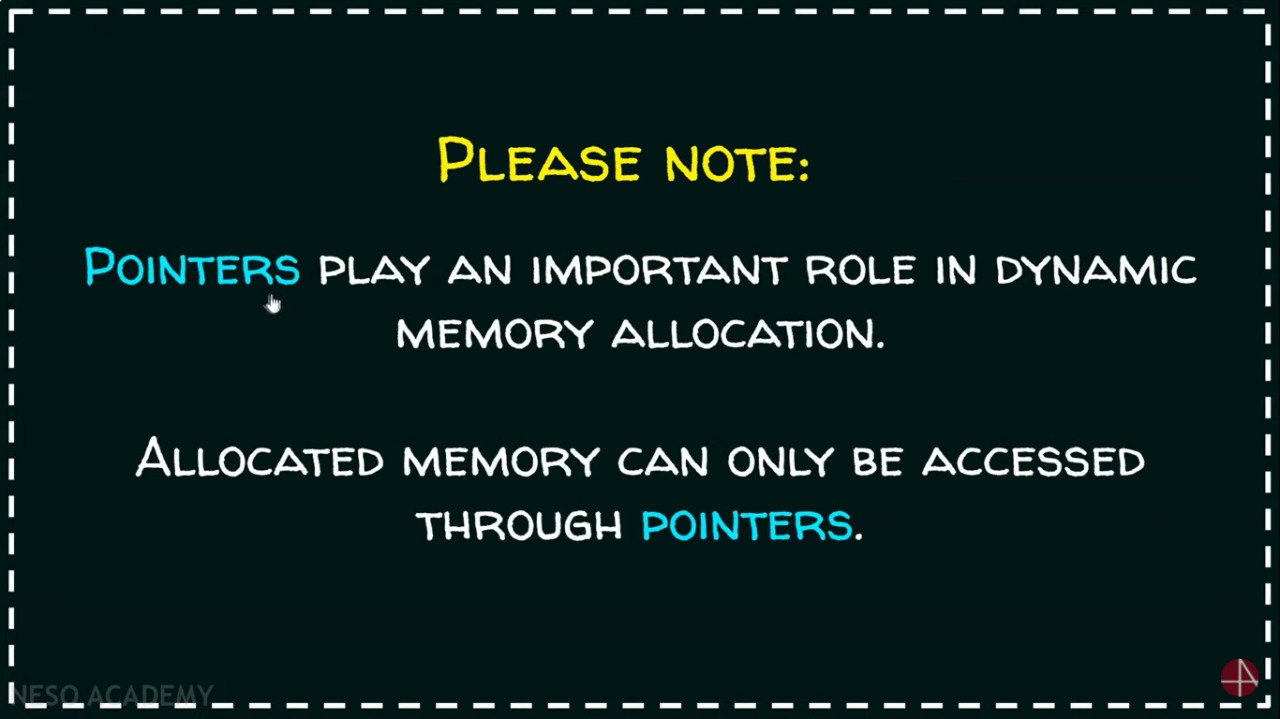 Please note:
Pointers play an important role in dynamic
memory allocation.
Allocated memory can only be accessed
through pointers.
NESO ACADEMY